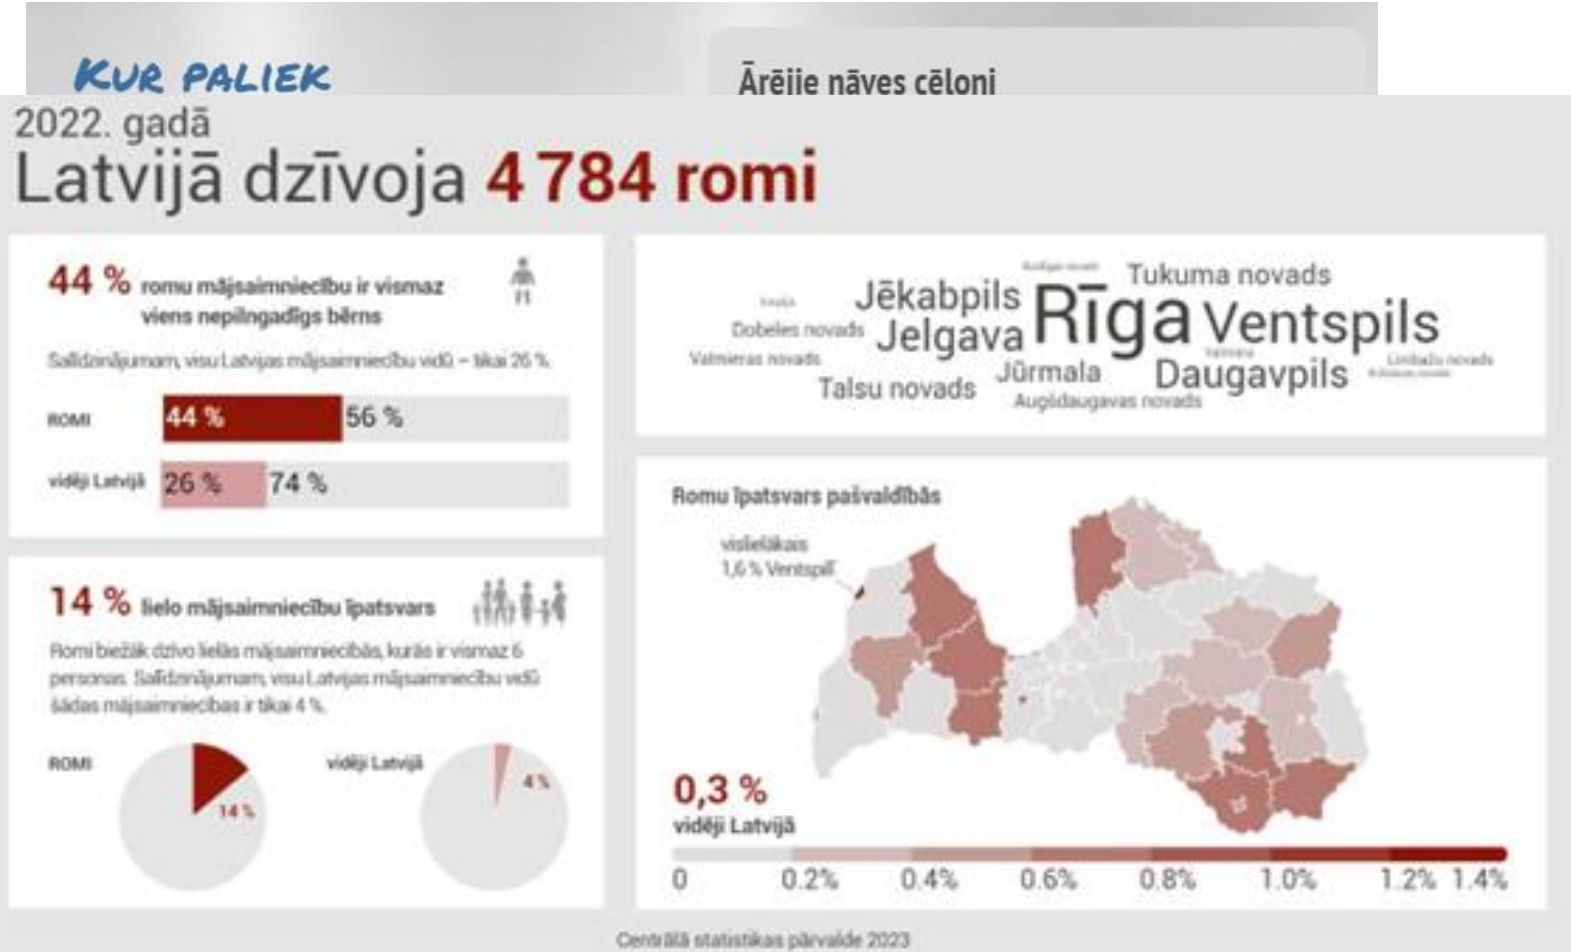 KUR PALIEK
Ārējie nāves cēloņi
2022. gadā
Latvijā dzīvoja 4 784 romi
44 % romu mājsaimniecību ir vismaz
viens nepilngadīgs bērns
Salīdzinājumam, visu Latvijas mājsaimniecību vidū – tikai 26 %.
ROMI 44 % 56 %
vidēji Latvijā 26 % 74 %
14 % lielo mājsaimniecību īpatsvars
Romi biežāk dzīvo lielās mājsaimniecībās, kurās ir vismaz 6
personas. Salīdzinājumam, visu Latvijas mājsaimniecību vidū
šādas mājsaimniecības ir tikai 4 %.
ROMI
14 %
vidēji Latvijā
4 %
Tukuma novads
Jēkabpils
Rīga
Ventspils
Dobeles novads
Jelgava
Valmieras novads
Limbažu novads
Jūrmala
Daugavpils
Talsu novads
Augšdaugavas novads
Romu īpatsvars pašvaldībās
vislielākais
1,6 % Ventspilī
0,3 %
vidēji Latvijā
0 0.2% 0.4% 0.6% 0.8% 1.0% 1.2% 1.4%
Centrālā statistikas pārvalde 2023